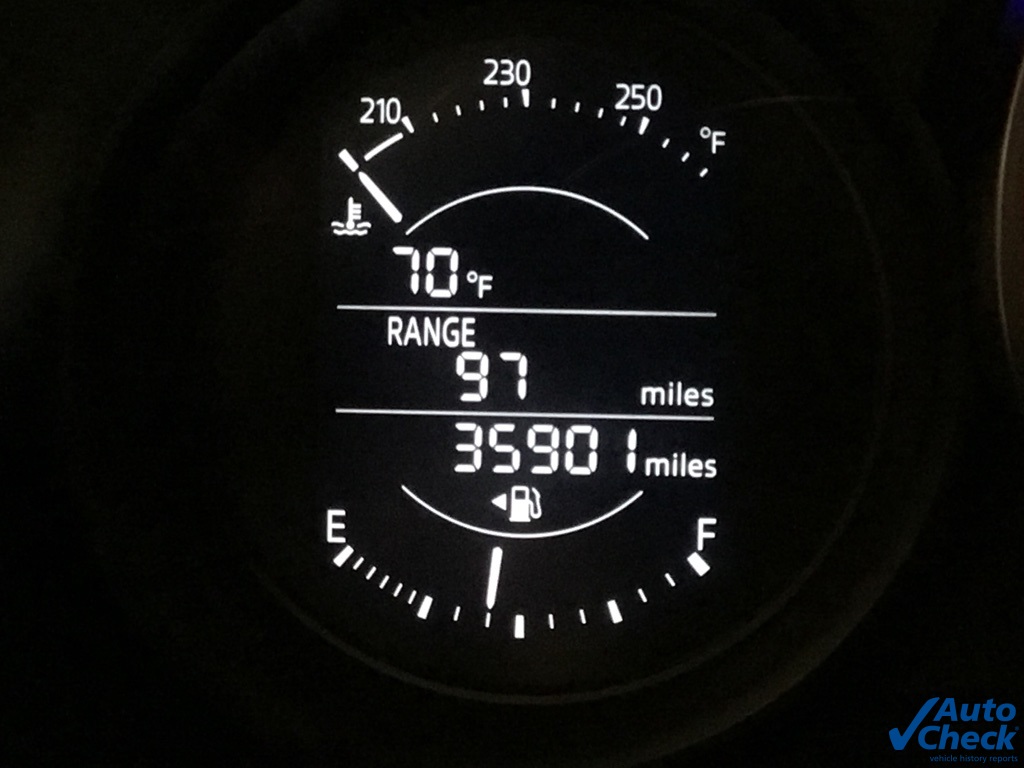 230
210 250
°F
70 °F
RANGE
97 miles
35901 miles
E F
Auto
Check
vehicle history reports